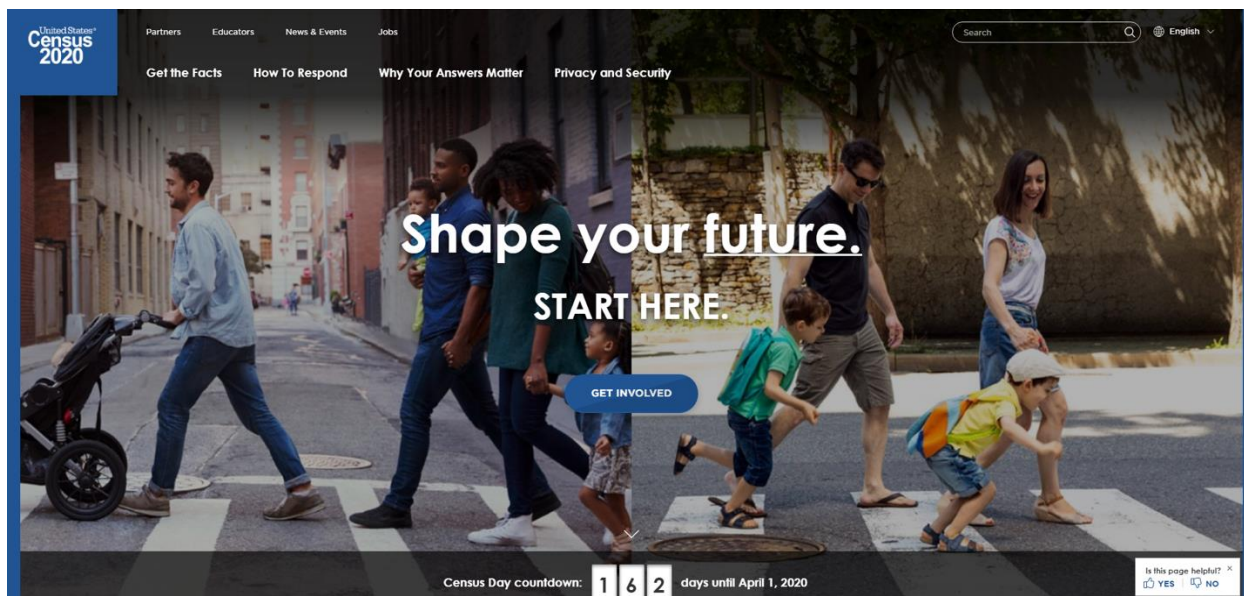 United States®
Census
2020
Partners Educators News & Events Jobs
Search
English
Get the Facts How To Respond Why Your Answers Matter Privacy and Security
Shape your future.
START HERE.
GET INVOLVED
Census Day countdown: 1 6 2 days until April 1, 2020
Is this page helpful? ×
YES NO